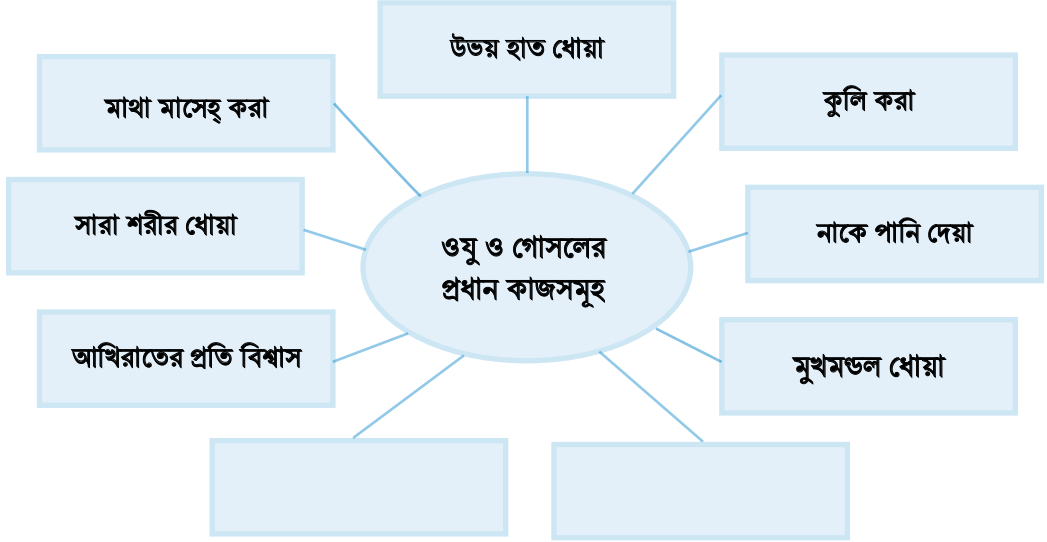 উভয় হাত ধোয়া
মাথা মাসেহ্ করা
কুলি করা
সারা শরীর ধোয়া
নাকে পানি দেয়া
ওযু ও গোসলের
প্রধান কাজসমূহ
আখিরাতের প্রতি বিশ্বাস
মুখমন্ডল ধোয়া